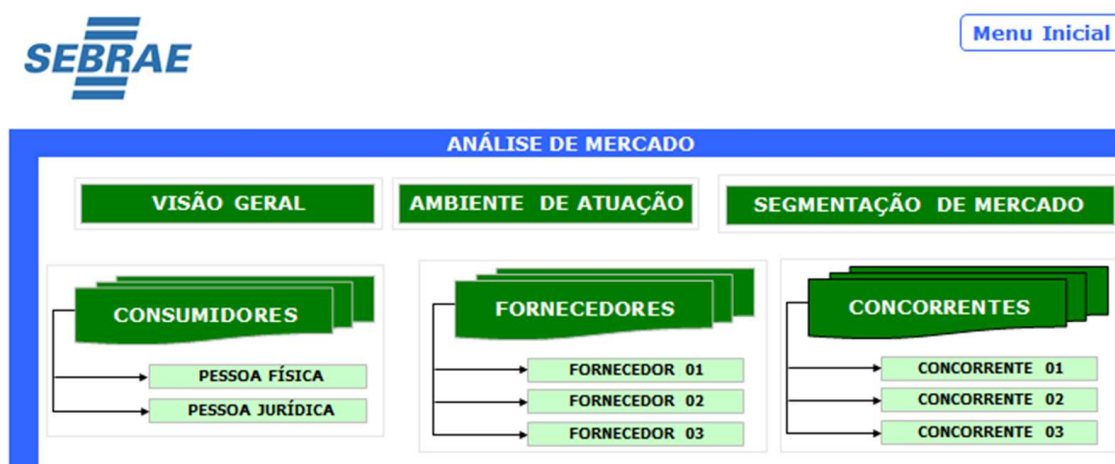 SEBRAE
Menu Inicial
ANÁLISE DE MERCADO
VISÃO GERAL
AMBIENTE DE ATUAÇÃO
SEGMENTAÇÃO DE MERCADO
CONSUMIDORES
PESSOA FÍSICA
PESSOA JURÍDICA
FORNECEDORES
FORNECEDOR 01
FORNECEDOR 02
FORNECEDOR 03
CONCORRENTES
CONCORRENTE 01
CONCORRENTE 02
CONCORRENTE 03